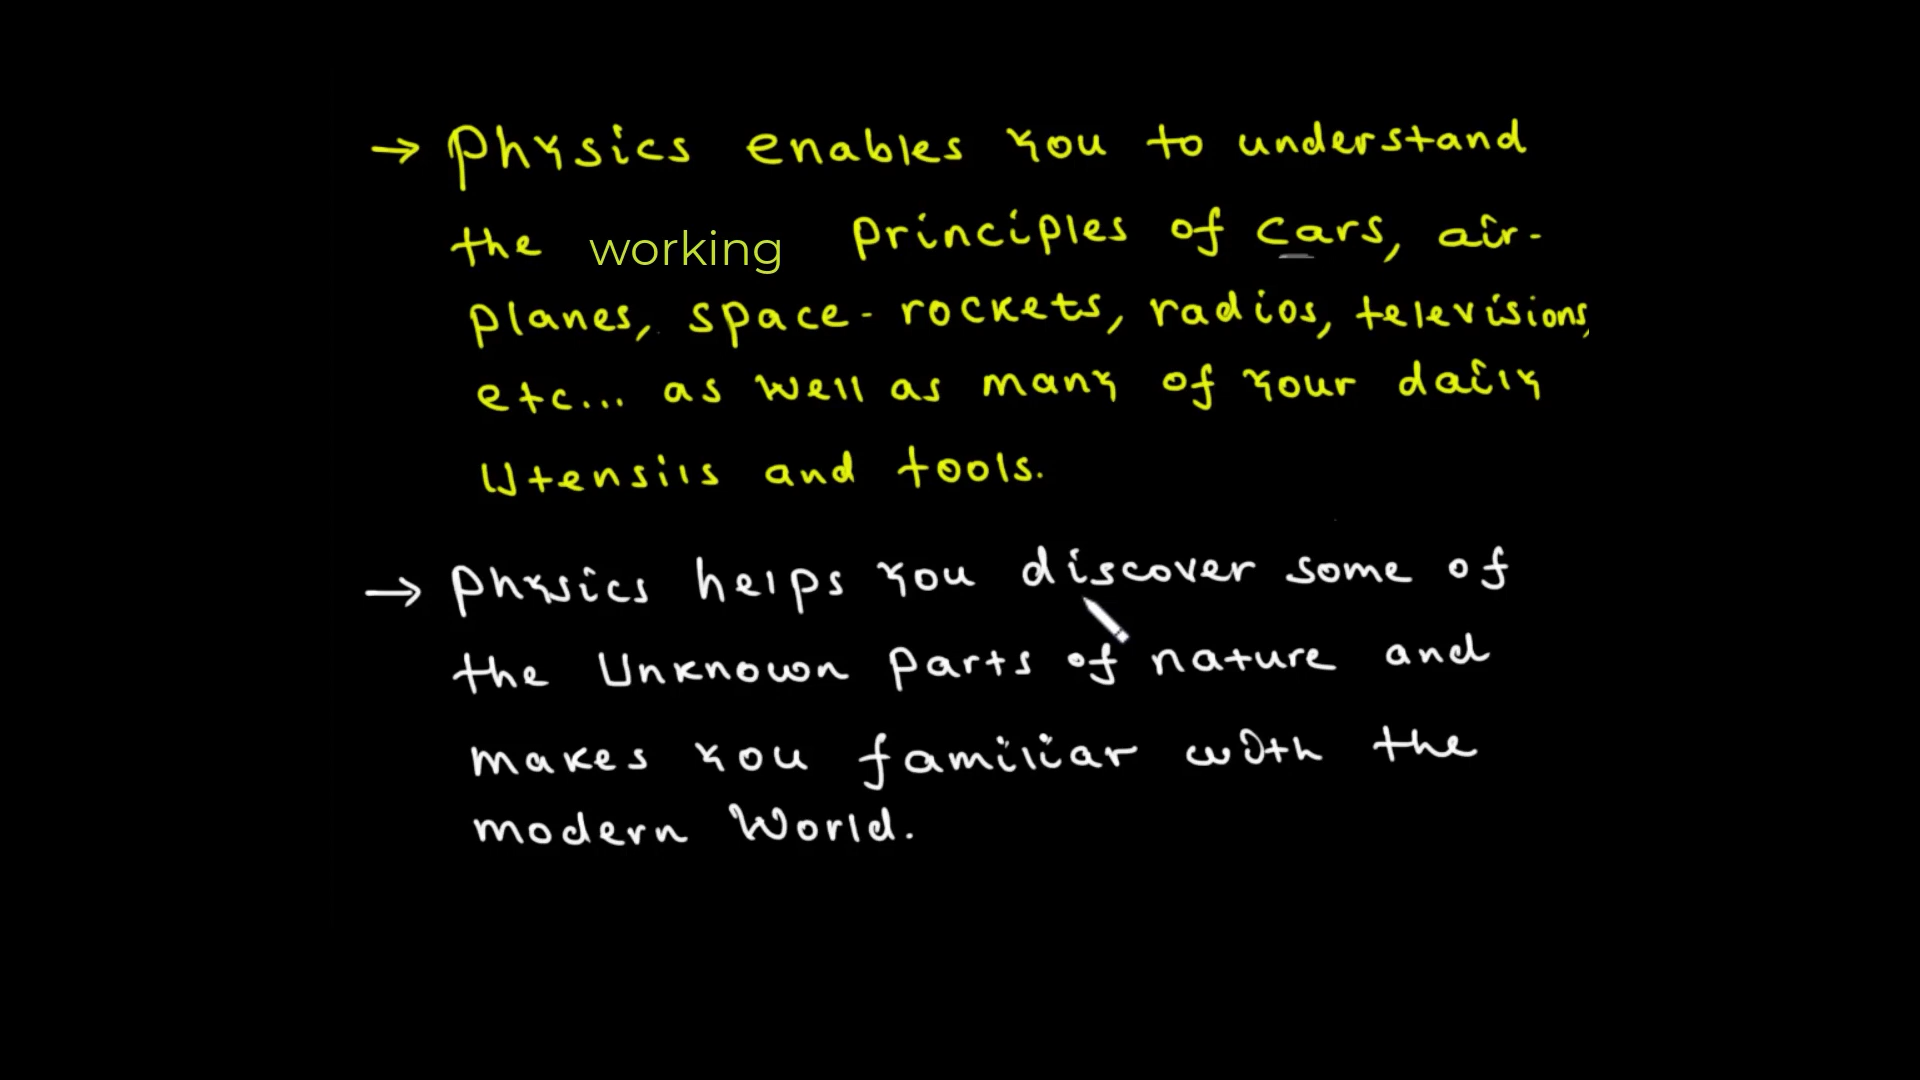 → Physics enables you to understand
the working principles of cars, air-
planes, space-rockets, radios, televisions,
etc... as well as many of your daily
Utensils and tools.
→ Physics helps you discover some of
the Unknown parts of nature and
makes you familiar with the
modern World.